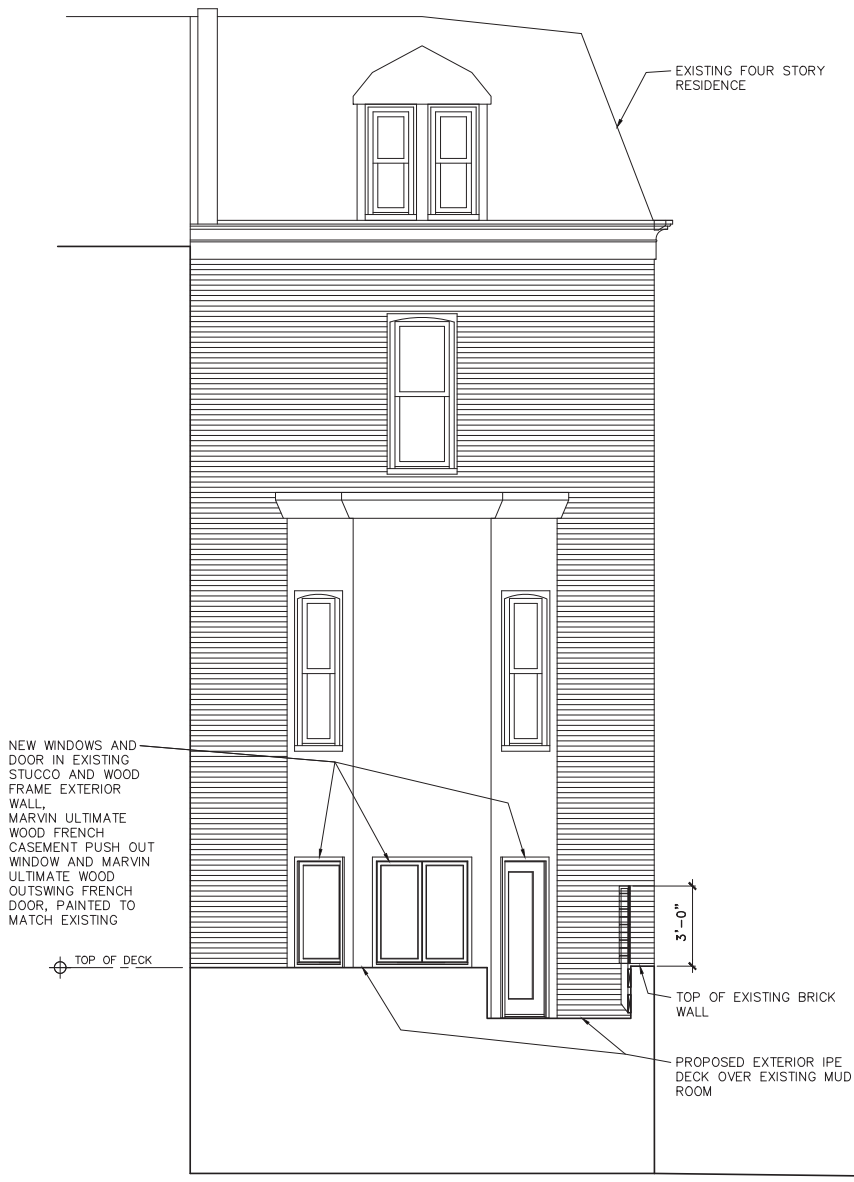 EXISTING FOUR STORY
RESIDENCE
NEW WINDOWS AND
DOOR IN EXISTING
STUCCO AND WOOD
FRAME EXTERIOR
WALL,
MARVIN ULTIMATE
WOOD FRENCH
CASEMENT PUSH OUT
WINDOW AND MARVIN
ULTIMATE WOOD
OUTSWING FRENCH
DOOR, PAINTED TO
MATCH EXISTING
3'-0"
TOP OF DECK
TOP OF EXISTING BRICK
WALL
PROPOSED EXTERIOR IPE
DECK OVER EXISTING MUD
ROOM